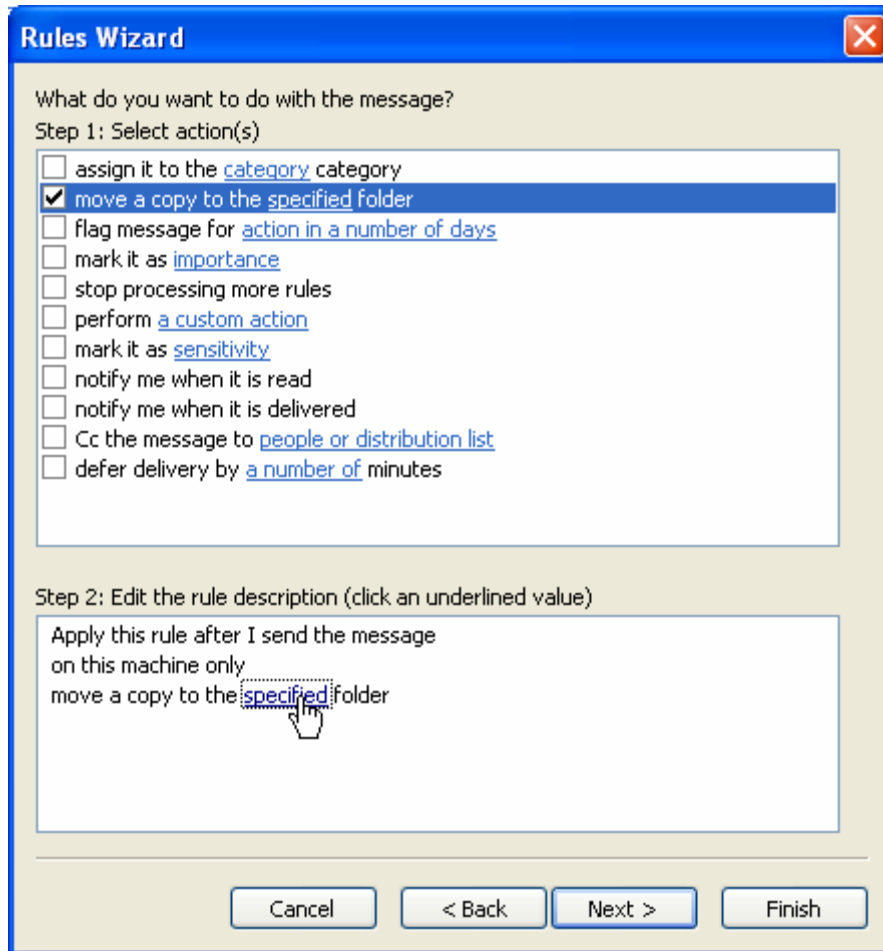 Rules Wizard
What do you want to do with the message?
Step 1: Select action(s)
assign it to the category category
move a copy to the specified folder
flag message for action in a number of days
mark it as importance
stop processing more rules
perform a custom action
mark it as sensitivity
notify me when it is read
notify me when it is delivered
Cc the message to people or distribution list
defer delivery by a number of minutes
Step 2: Edit the rule description (click an underlined value)
Apply this rule after I send the message
on this machine only
move a copy to the specified folder
Cancel < Back Next > Finish